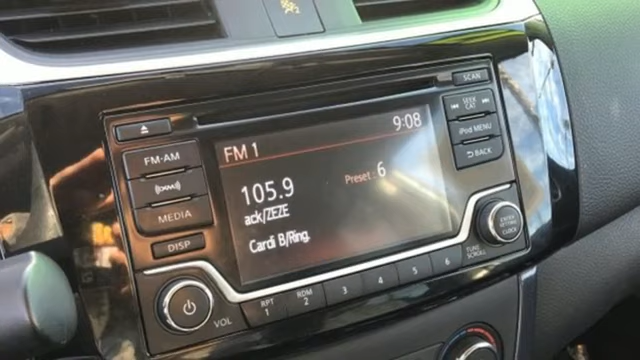 SCAN
FM 1
9:08
FM-AM
MEDIA
DISP
105.9
Preset : 6
ack/ZEZE
Cardi B/Ring.
SEEK
CAT
iPod MENU
BACK
ENTER
SETTING
CLOCK
TUNE
SCROLL
VOL
RPT
1
RDM
2
3
4
5
6